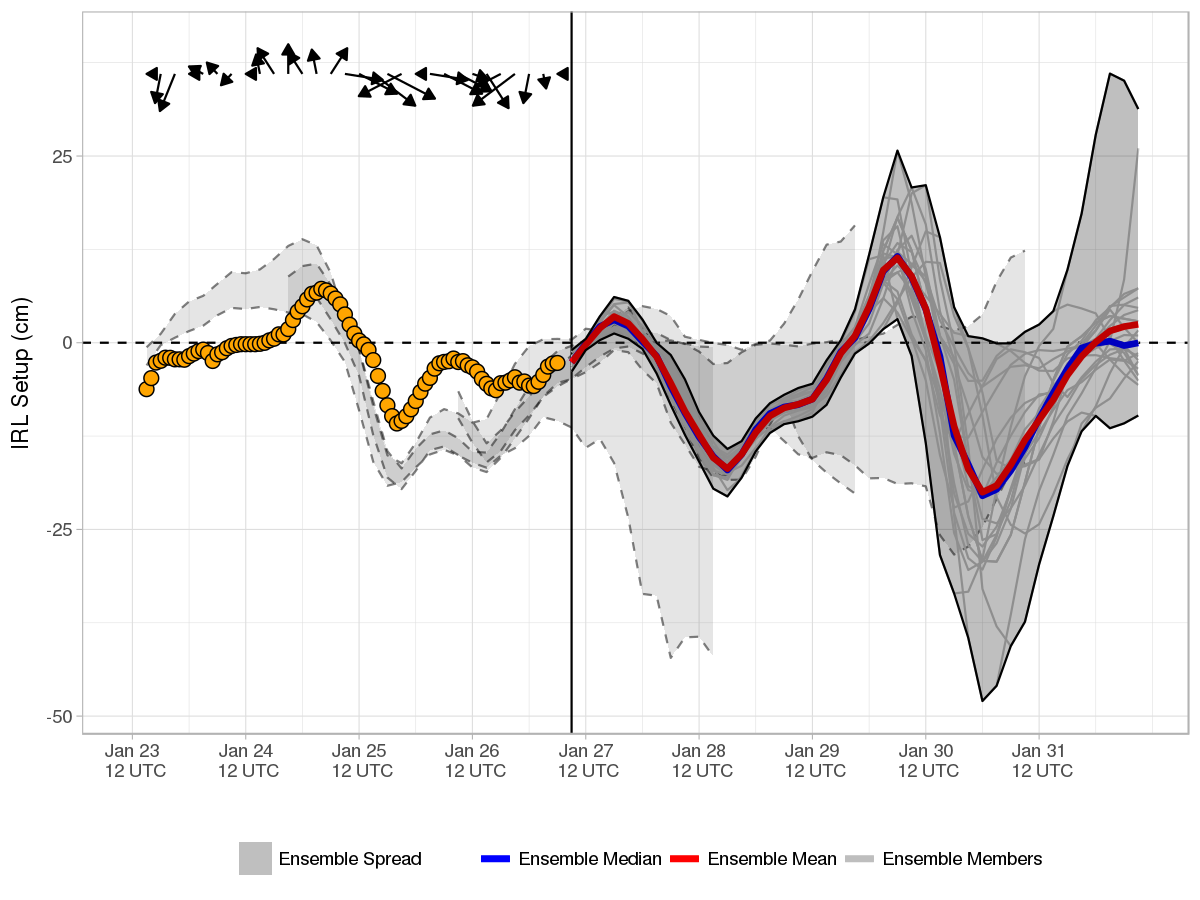 IRL Setup (cm)
25
0
-25
-50
Jan 23 Jan 24 Jan 25 Jan 26 Jan 27 Jan 28 Jan 29 Jan 30 Jan 31
12 UTC 12 UTC 12 UTC 12 UTC 12 UTC 12 UTC 12 UTC 12 UTC 12 UTC
Ensemble Spread Ensemble Median Ensemble Mean Ensemble Members